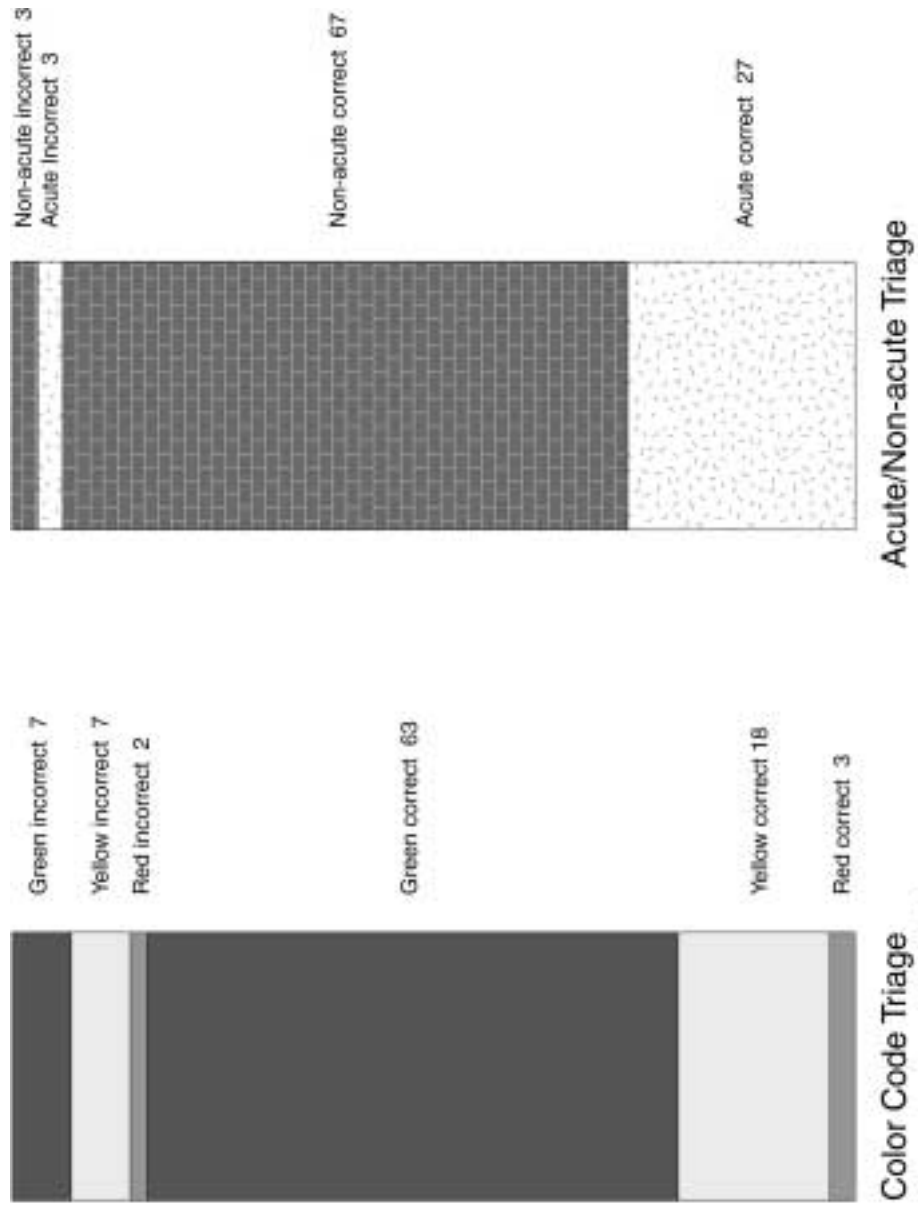 Non-acute incorrect 3
Acute Incorrect 3
Non-acute correct 67
Acute correct 27
Acute/Non-acute Triage
Green incorrect 7
Yellow incorrect 7
Red incorrect 2
Green correct 63
Yellow correct 18
Red correct 3
Color Code Triage